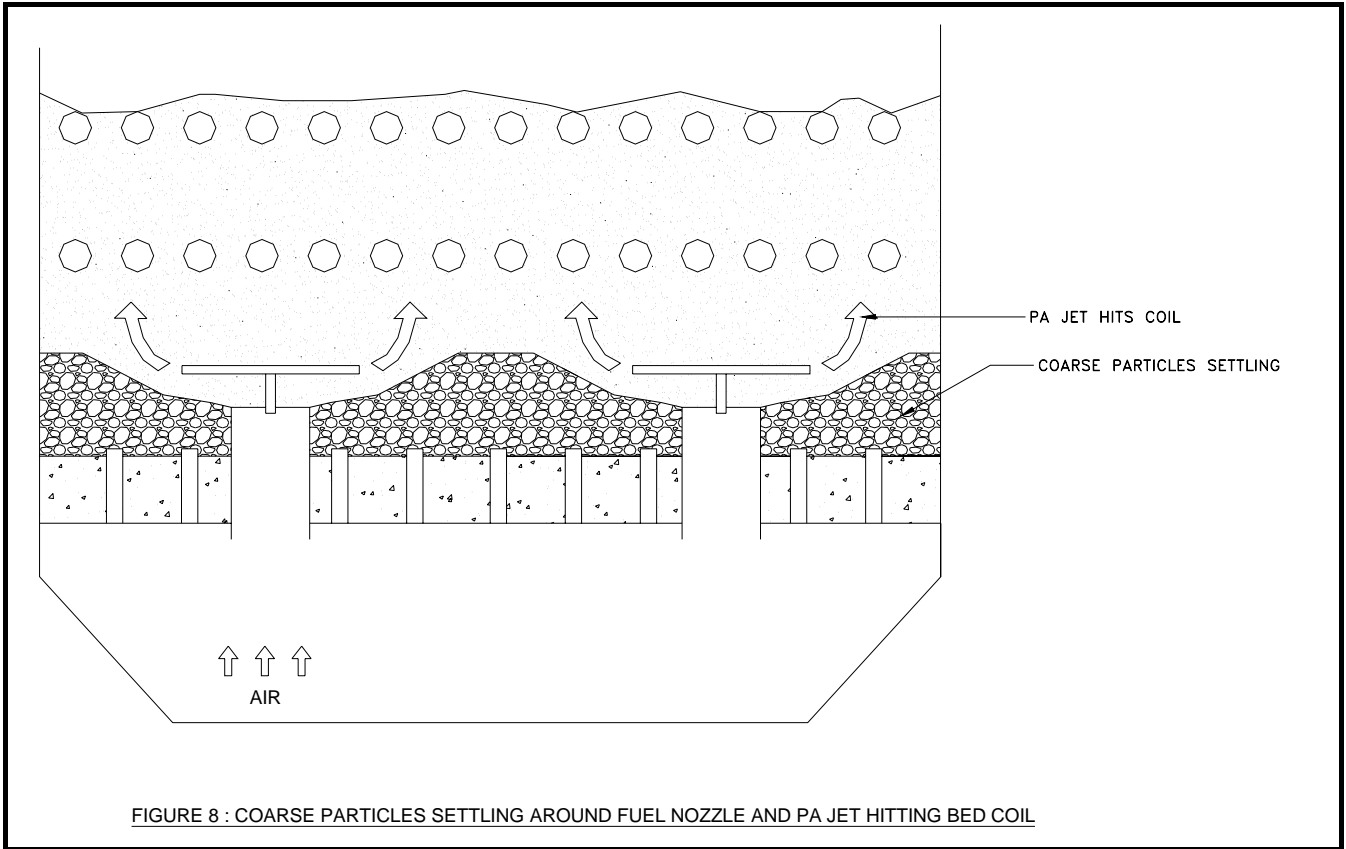 PA JET HITS COIL
COARSE PARTICLES SETTLING
AIR
FIGURE 8 : COARSE PARTICLES SETTLING AROUND FUEL NOZZLE AND PA JET HITTING BED COIL